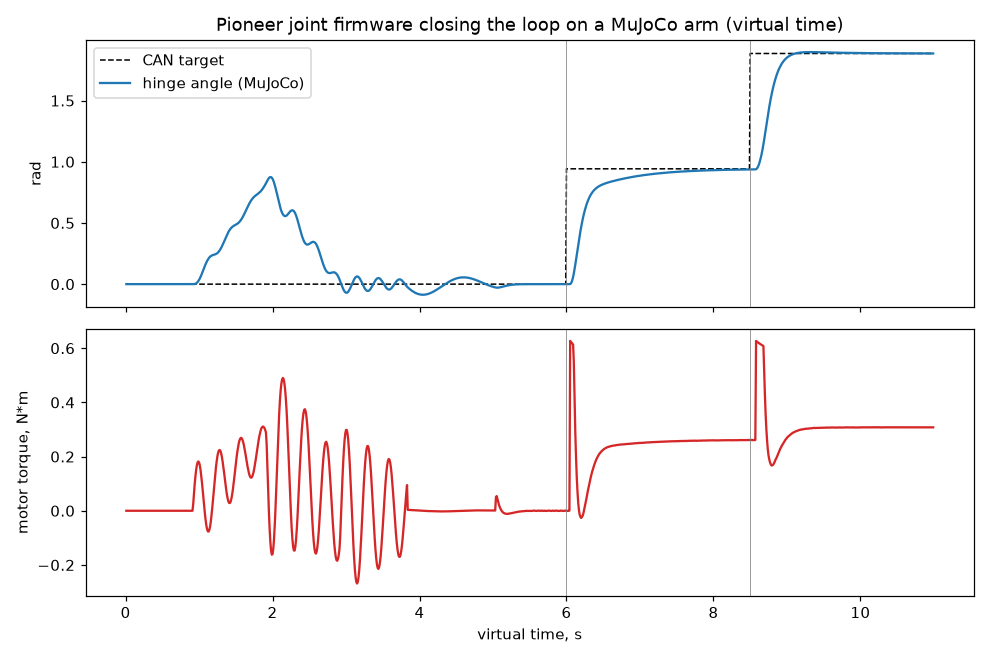 Pioneer joint firmware closing the loop on a MuJoCo arm (virtual time)
CAN target
hinge angle (MuJoCo)
1.5
1.0
0.5
0.0
rad
0.6
0.4
0.2
0.0
−0.2
motor torque, N*m
0 2 4 6 8 10
virtual time, s